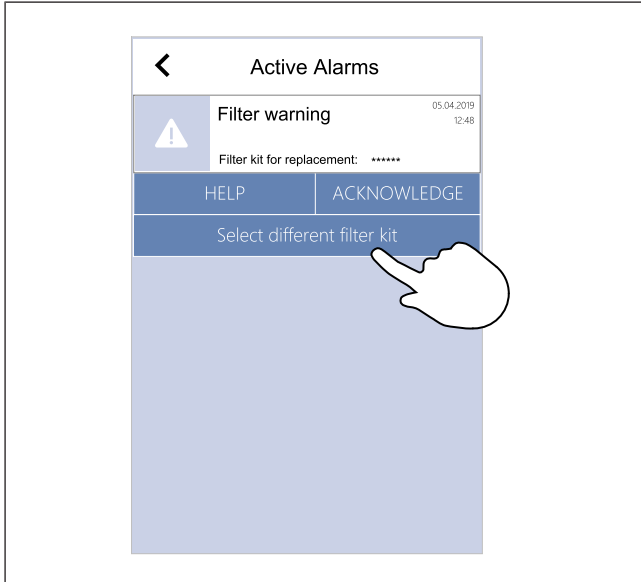 Active Alarms
Filter warning
05.04.2019
12:48
Filter kit for replacement: ******
HELP
ACKNOWLEDGE
Select different filter kit